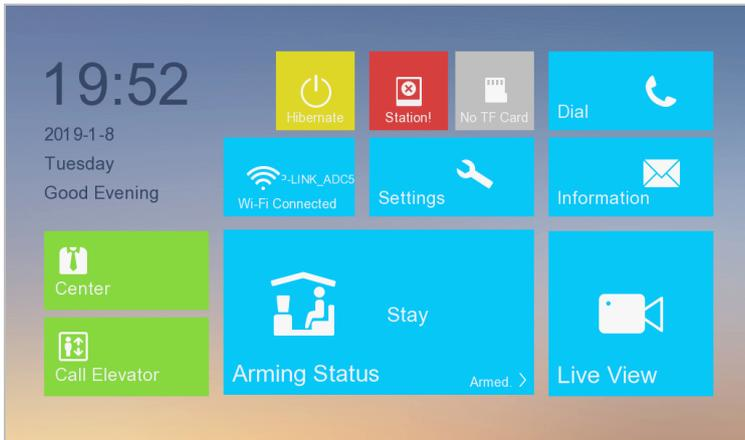 19:52
2019-1-8
Tuesday
Good Evening
Hibernate
Station!
No TF Card
Dial
P-LINK_ADC5
Wi-Fi Connected
Settings
Information
Center
Call Elevator
Stay
Arming Status
Armed.
Live View